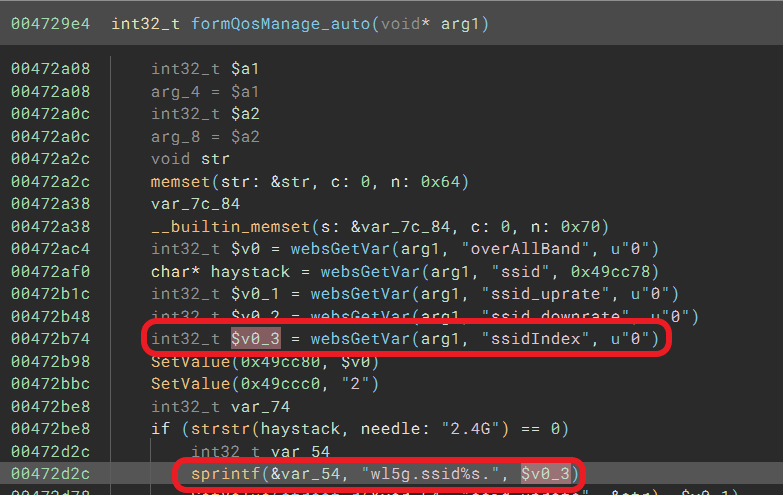 004729e4 int32_t formQosManage_auto(void* arg1)
00472a08 int32_t $a1
00472a08 arg_4 = $a1
00472a0c int32_t $a2
00472a0c arg_8 = $a2
00472a2c void str
00472a2c memset(str: &str, c: 0, n: 0x64)
00472a38 var_7c_84
00472a38 __builtin_memset(s: &var_7c_84, c: 0, n: 0x70)
00472ac4 int32_t $v0 = websGetVar(arg1, "overAllBand", u"0")
00472af0 char* haystack = websGetVar(arg1, "ssid", 0x49cc78)
00472b1c int32_t $v0_1 = websGetVar(arg1, "ssid_uprate", u"0")
00472b48 int32_t $v0_2 = websGetVar(arg1, "ssid_downrate", u"0")
00472b74 int32_t $v0_3 = websGetVar(arg1, "ssidIndex", u"0")
00472b98 SetValue(0x49cc80, $v0)
00472bbc SetValue(0x49ccc0, "2")
00472be8 int32_t var_74
00472be8 if (strstr(haystack, needle: "2.4G") == 0)
00472d2c int32_t var_54
00472d2c sprintf(&var_54, "wl5g.ssid%s.", $v0_3)